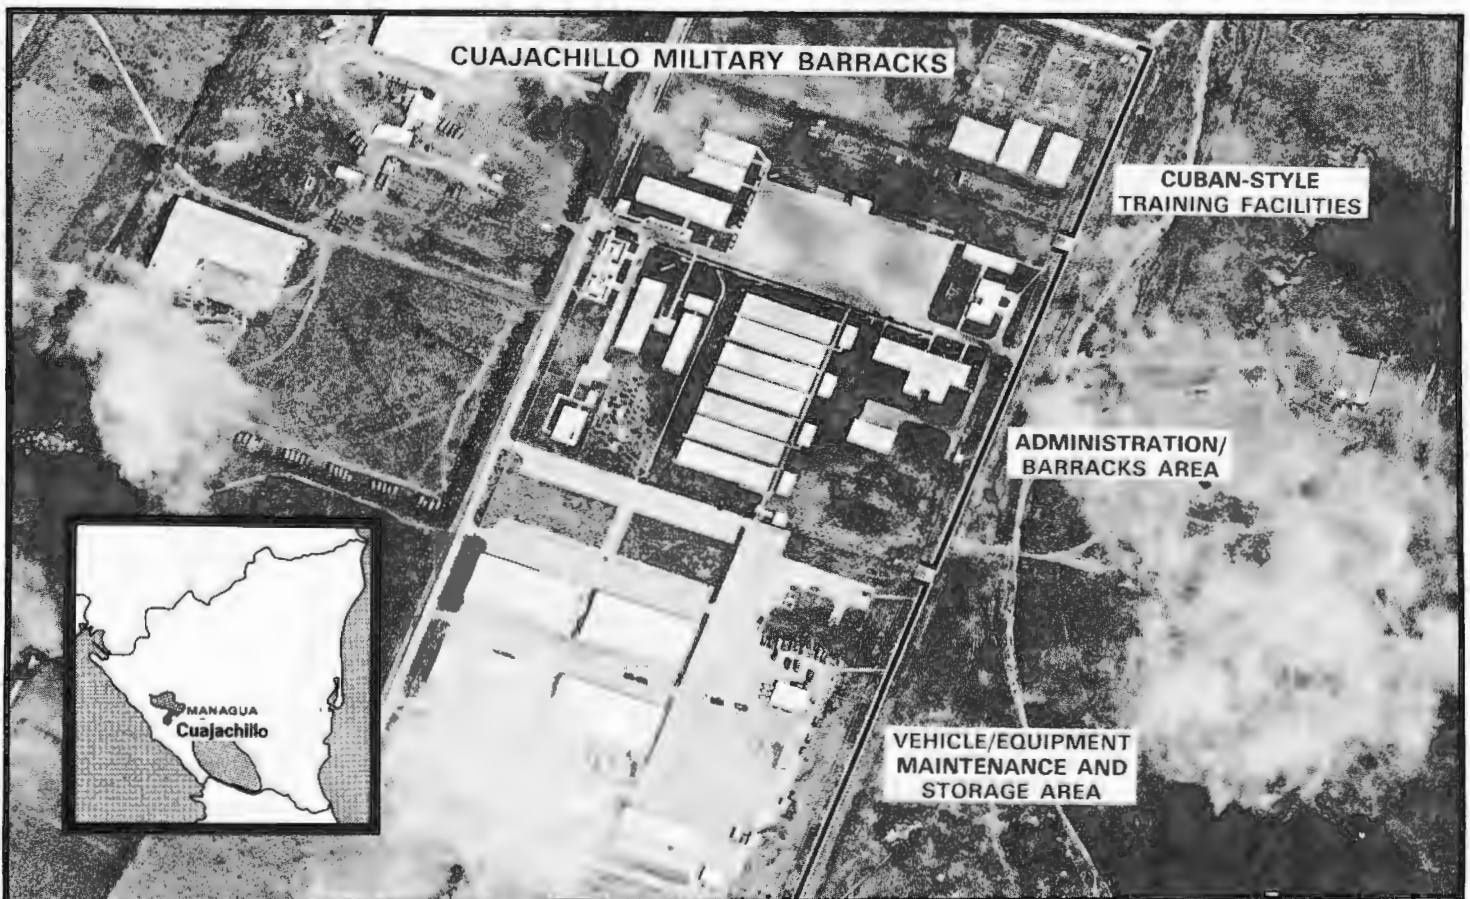 CUAJACHILLO MILITARY BARRACKS
CUBAN-STYLE
TRAINING FACILITIES
ADMINISTRATION/
BARRACKS AREA
VEHICLE/EQUIPMENT
MAINTENANCE AND
STORAGE AREA
MANAGUA
Cuajachillo